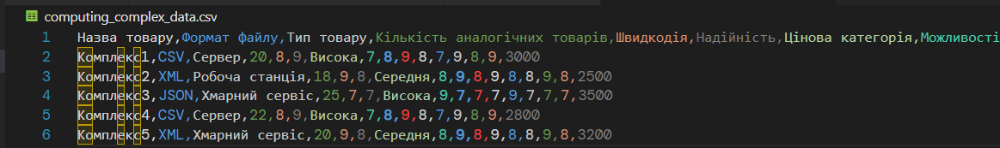 computing_complex_data.csv
1 Назва товару,Формат файлу,Тип товару,Кількість аналогічних товарів,Швидкодія,Надійність,Цінова категорія,Можливості
2 Комплекс1,CSV,Сервер,20,8,9,Висока,7,8,9,8,7,9,8,9,3000
3 Комплекс2,XML,Робоча станція,18,9,8,Середня,8,9,8,9,8,8,9,8,2500
4 Комплекс3,JSON,Хмарний сервіс,25,7,7,Висока,9,7,7,7,9,7,7,7,3500
5 Комплекс4,CSV,Сервер,22,8,9,Висока,7,8,9,8,7,9,8,9,2800
6 Комплекс5,XML,Хмарний сервіс,20,9,8,Середня,8,9,8,9,8,8,9,8,3200